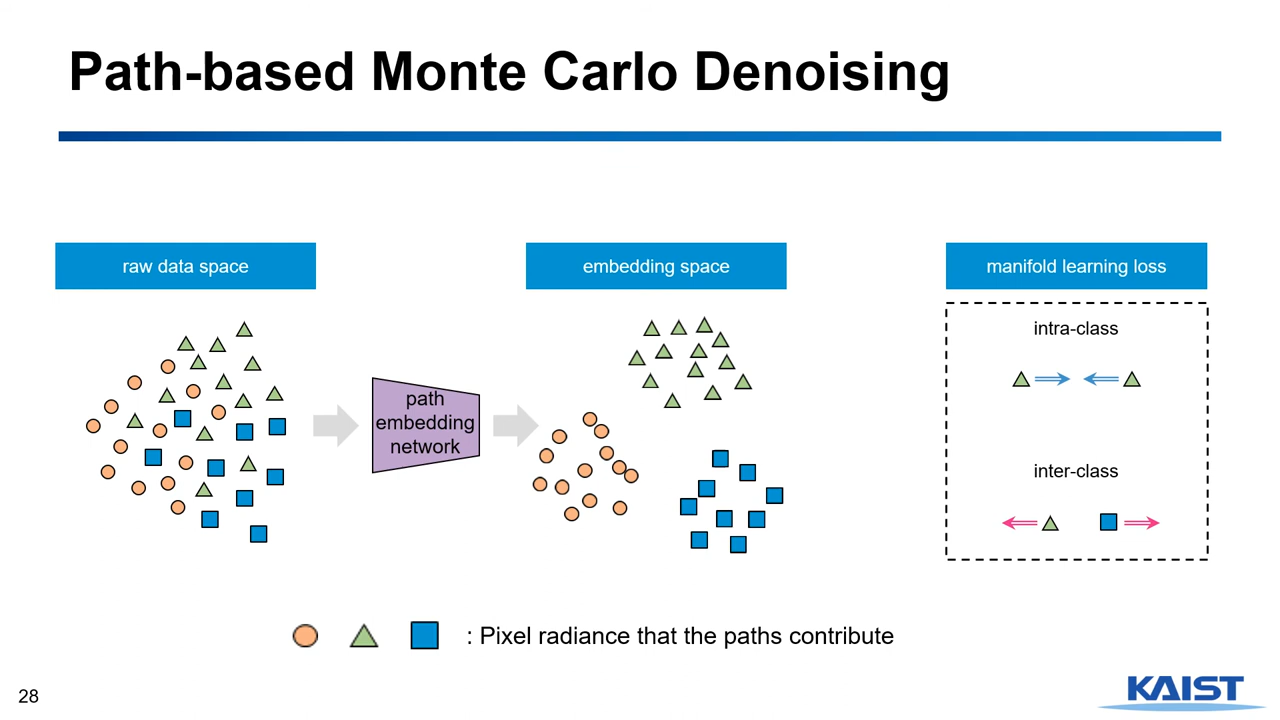 Path-based Monte Carlo Denoising
raw data space
embedding space
manifold learning loss
intra-class
path
embedding
network
inter-class
: Pixel radiance that the paths contribute
28
KAIST